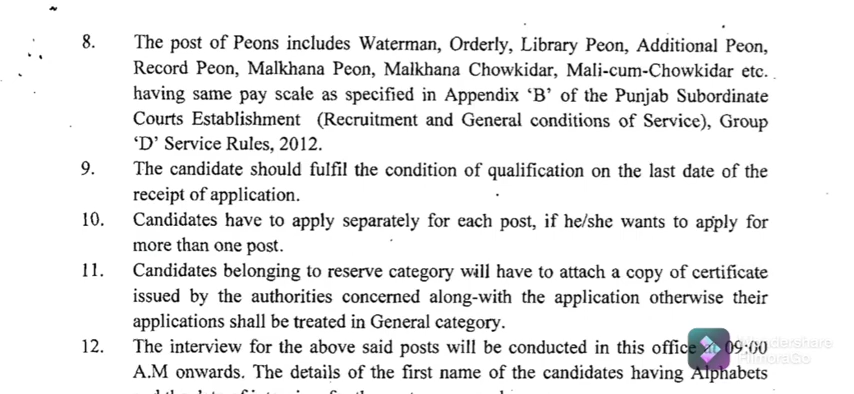 8. The post of Peons includes Waterman, Orderly, Library Peon, Additional Peon,
Record Peon, Malkhana Peon, Malkhana Chowkidar, Mali-cum-Chowkidar etc.
having same pay scale as specified in Appendix ‘B’ of the Punjab Subordinate
Courts Establishment (Recruitment and General conditions of Service), Group
‘D’ Service Rules, 2012.
9. The candidate should fulfil the condition of qualification on the last date of the
receipt of application.
10. Candidates have to apply separately for each post, if he/she wants to apply for
more than one post.
11. Candidates belonging to reserve category will have to attach a copy of certificate
issued by the authorities concerned along-with the application otherwise their
applications shall be treated in General category.
12. The interview for the above said posts will be conducted in this office at 09:00
A.M onwards. The details of the first name of the candidates having Alphabets
Wondershare
FilmoraGo